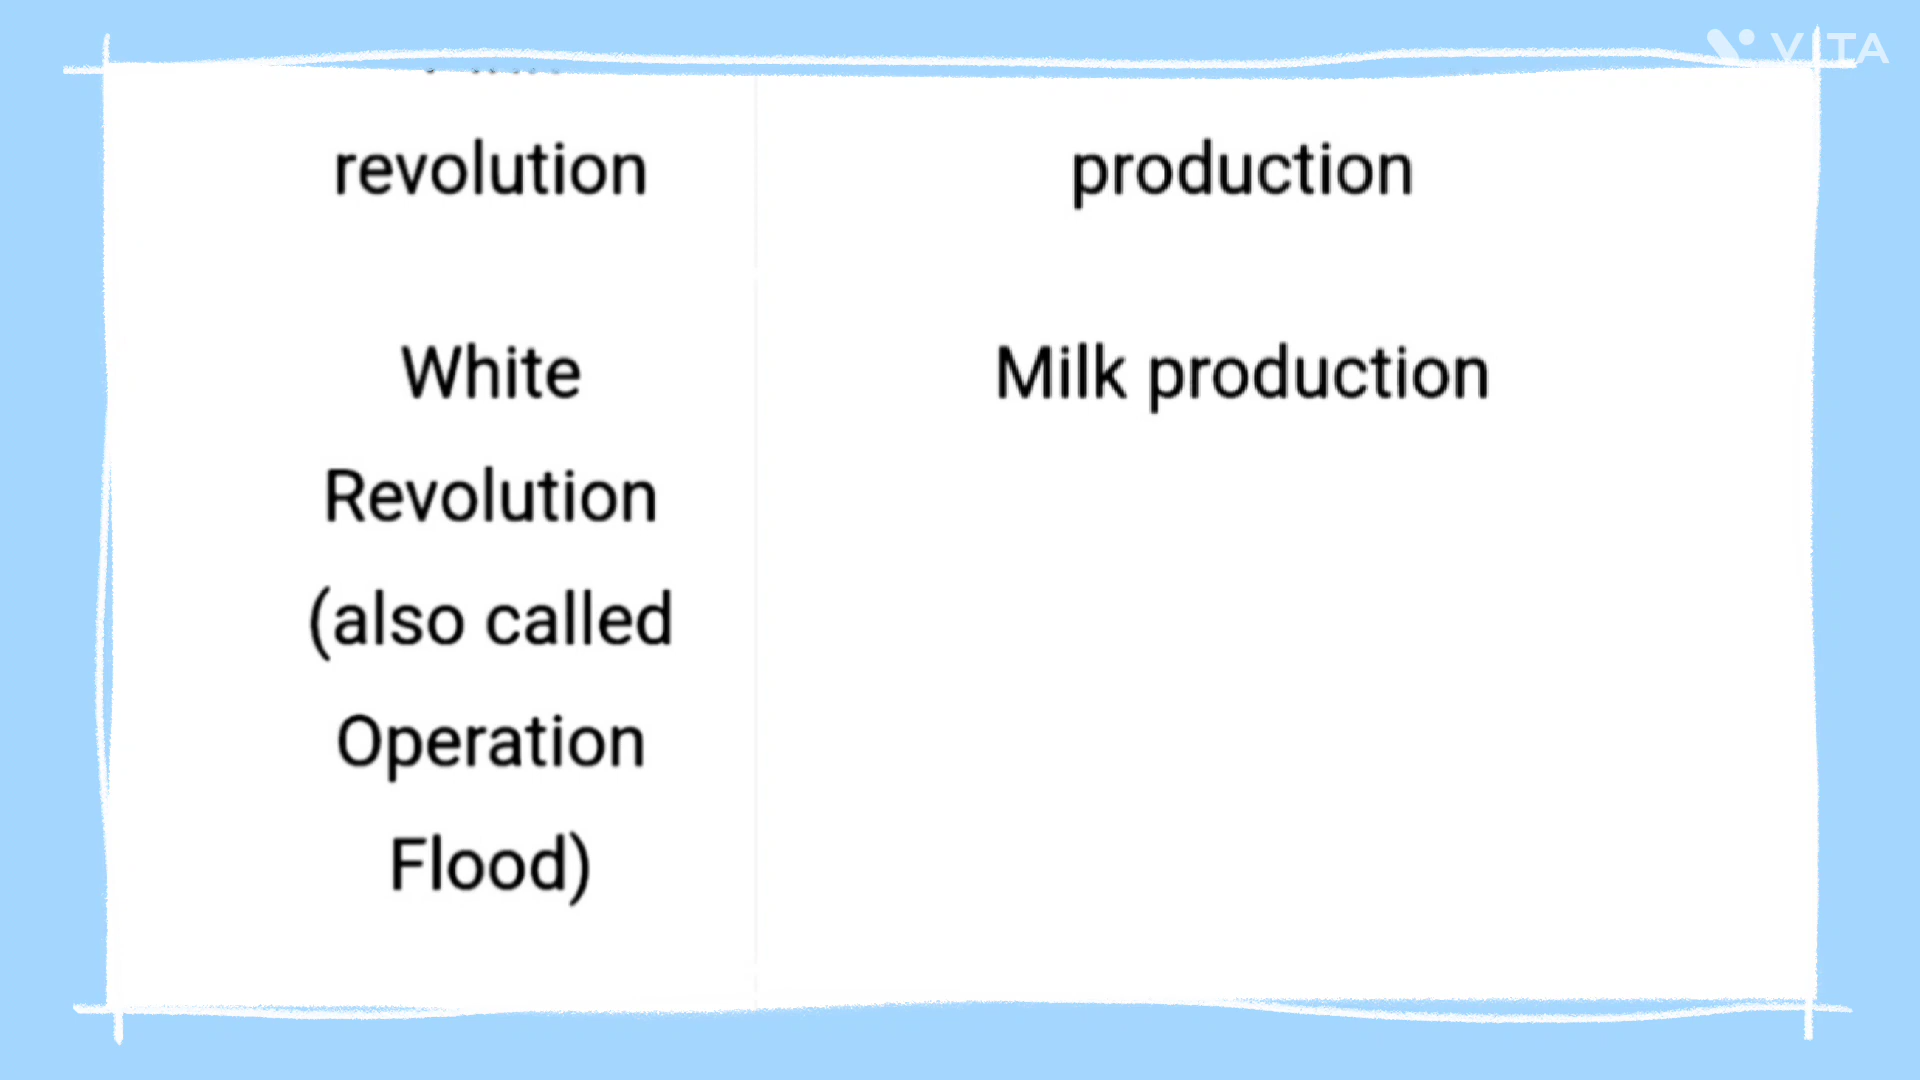 VITA
revolution production
White Milk production
Revolution
(also called
Operation
Flood)